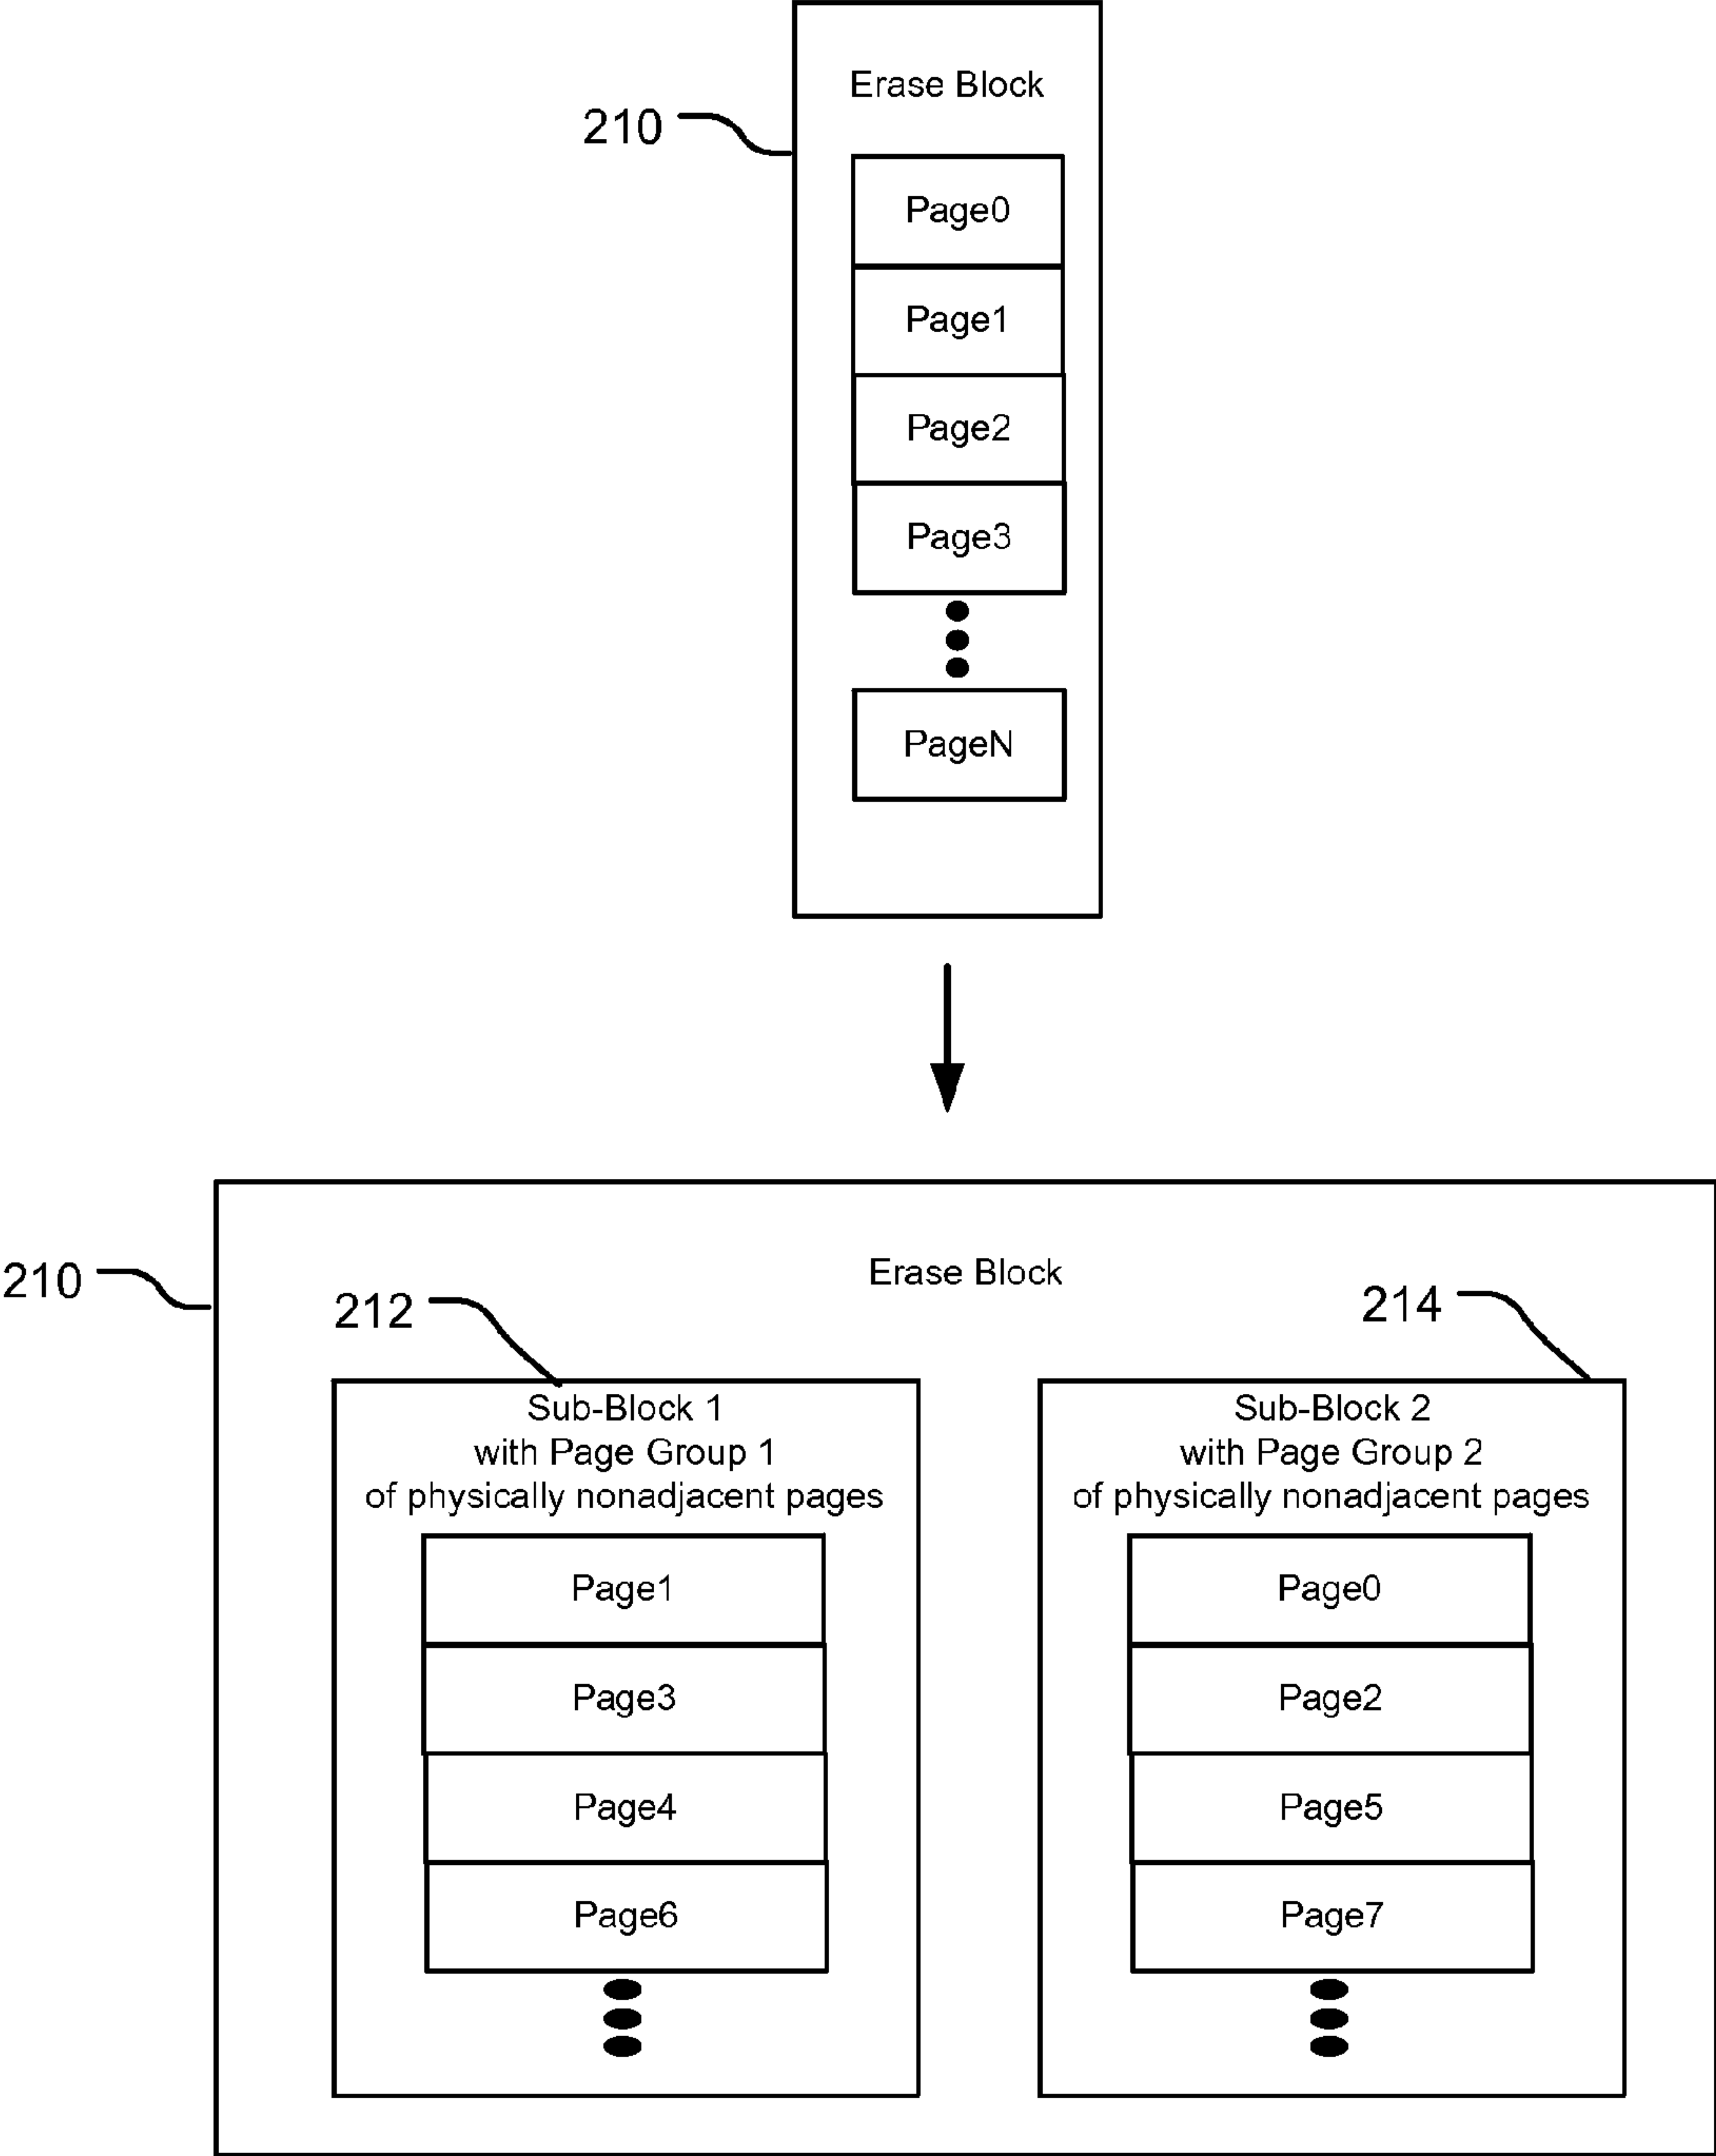 Erase Block
210
Page0
Page1
Page2
Page3
PageN
210
Erase Block
212
214
Sub-Block 1
with Page Group 1
of physically nonadjacent pages
Page1
Page3
Page4
Page6
Sub-Block 2
with Page Group 2
of physically nonadjacent pages
Page0
Page2
Page5
Page7